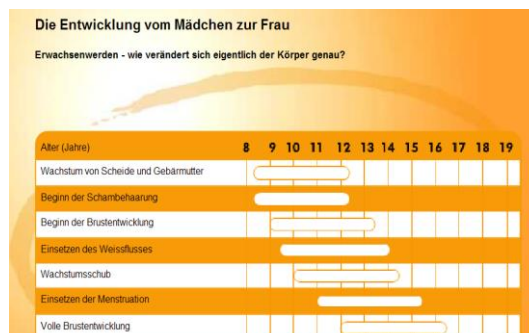 Die Entwicklung vom Mädchen zur Frau
Erwachsenwerden - wie verändert sich eigentlich der Körper genau?
Alter (Jahre) 8 9 10 11 12 13 14 15 16 17 18 19
Wachstum von Scheide und Gebärmutter
Beginn der Schambehaarung
Beginn der Brustentwicklung
Einsetzen des Weissflusses
Wachstumsschub
Einsetzen der Menstruation
Volle Brustentwicklung